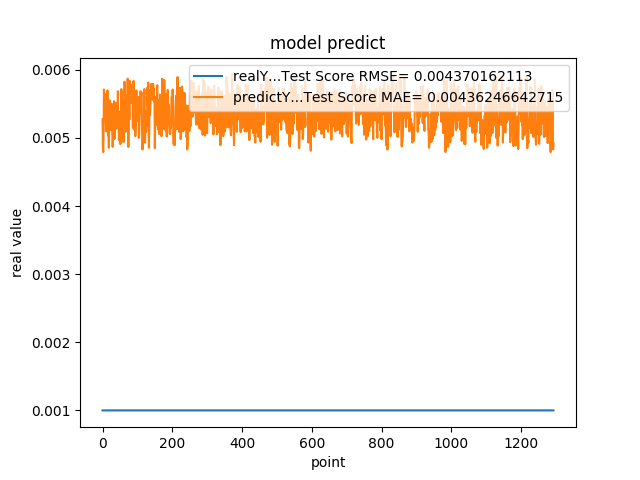 model predict
realY...Test Score RMSE= 0.004370162113
predictY...Test Score MAE= 0.00436246642715
0.006
0.005
0.004
0.003
0.002
0.001
real value
0 200 400 600 800 1000 1200
point